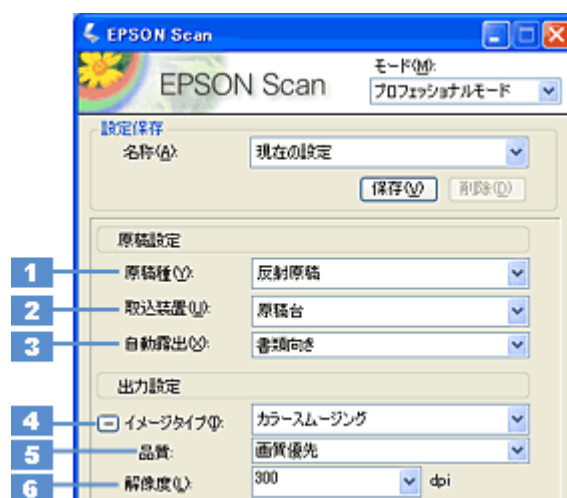 EPSON Scan
EPSON Scan
モード(M):
プロフェッショナルモード
設定保存
名称(A):
現在の設定
保存(V)
削除(D)
原稿設定
1
原稿種(Y):
反射原稿
2
取込装置(U):
原稿台
3
自動露出(X):
書類向き
出力設定
4
イメージタイプ(I):
カラースムージング
5
品質:
画質優先
6
解像度(L):
300
dpi